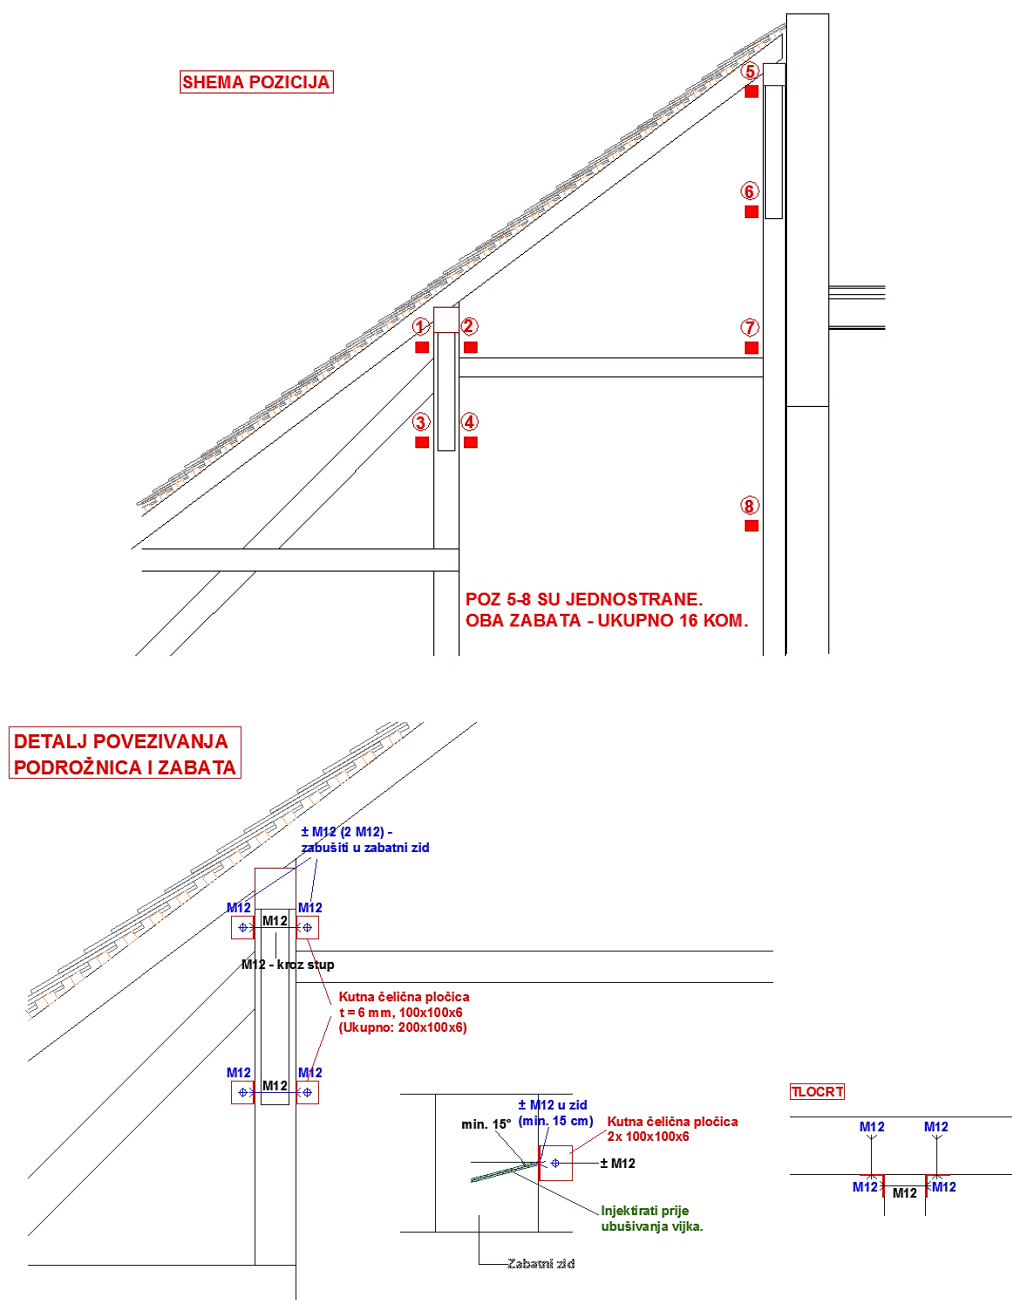 SHEMA POZICIJA
5
6
1
2
7
3
4
8
POZ 5-8 SU JEDNOSTRANE.
OBA ZABATA - UKUPNO 16 KOM.
DETALJ POVEZIVANJA
PODROŽNICA I ZABATA
± M12 (2 M12) -
zabušiti u zabatni zid
M12
M12
M12
M12 - kroz stup
Kutna čelična pločica
t = 6 mm, 100x100x6
(Ukupno: 200x100x6)
M12
M12
M12
± M12 u zid
(min. 15 cm)
min. 15°
Kutna čelična pločica
2x 100x100x6
± M12
Injektirati prije
ubušivanja vijka.
Zabatni zid
TLOCRT
M12
M12
M12
M12
M12